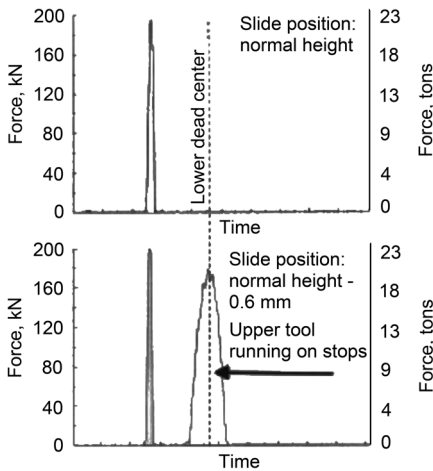 200
160
120
80
40
0
Force, kN
Slide position:
normal height
Lower dead center
23
18
13
9
4
0
Force, tons
Time
200
160
120
80
40
0
Force, kN
Slide position:
normal height -
0.6 mm
Upper tool
running on stops
23
18
13
9
4
0
Force, tons
Time